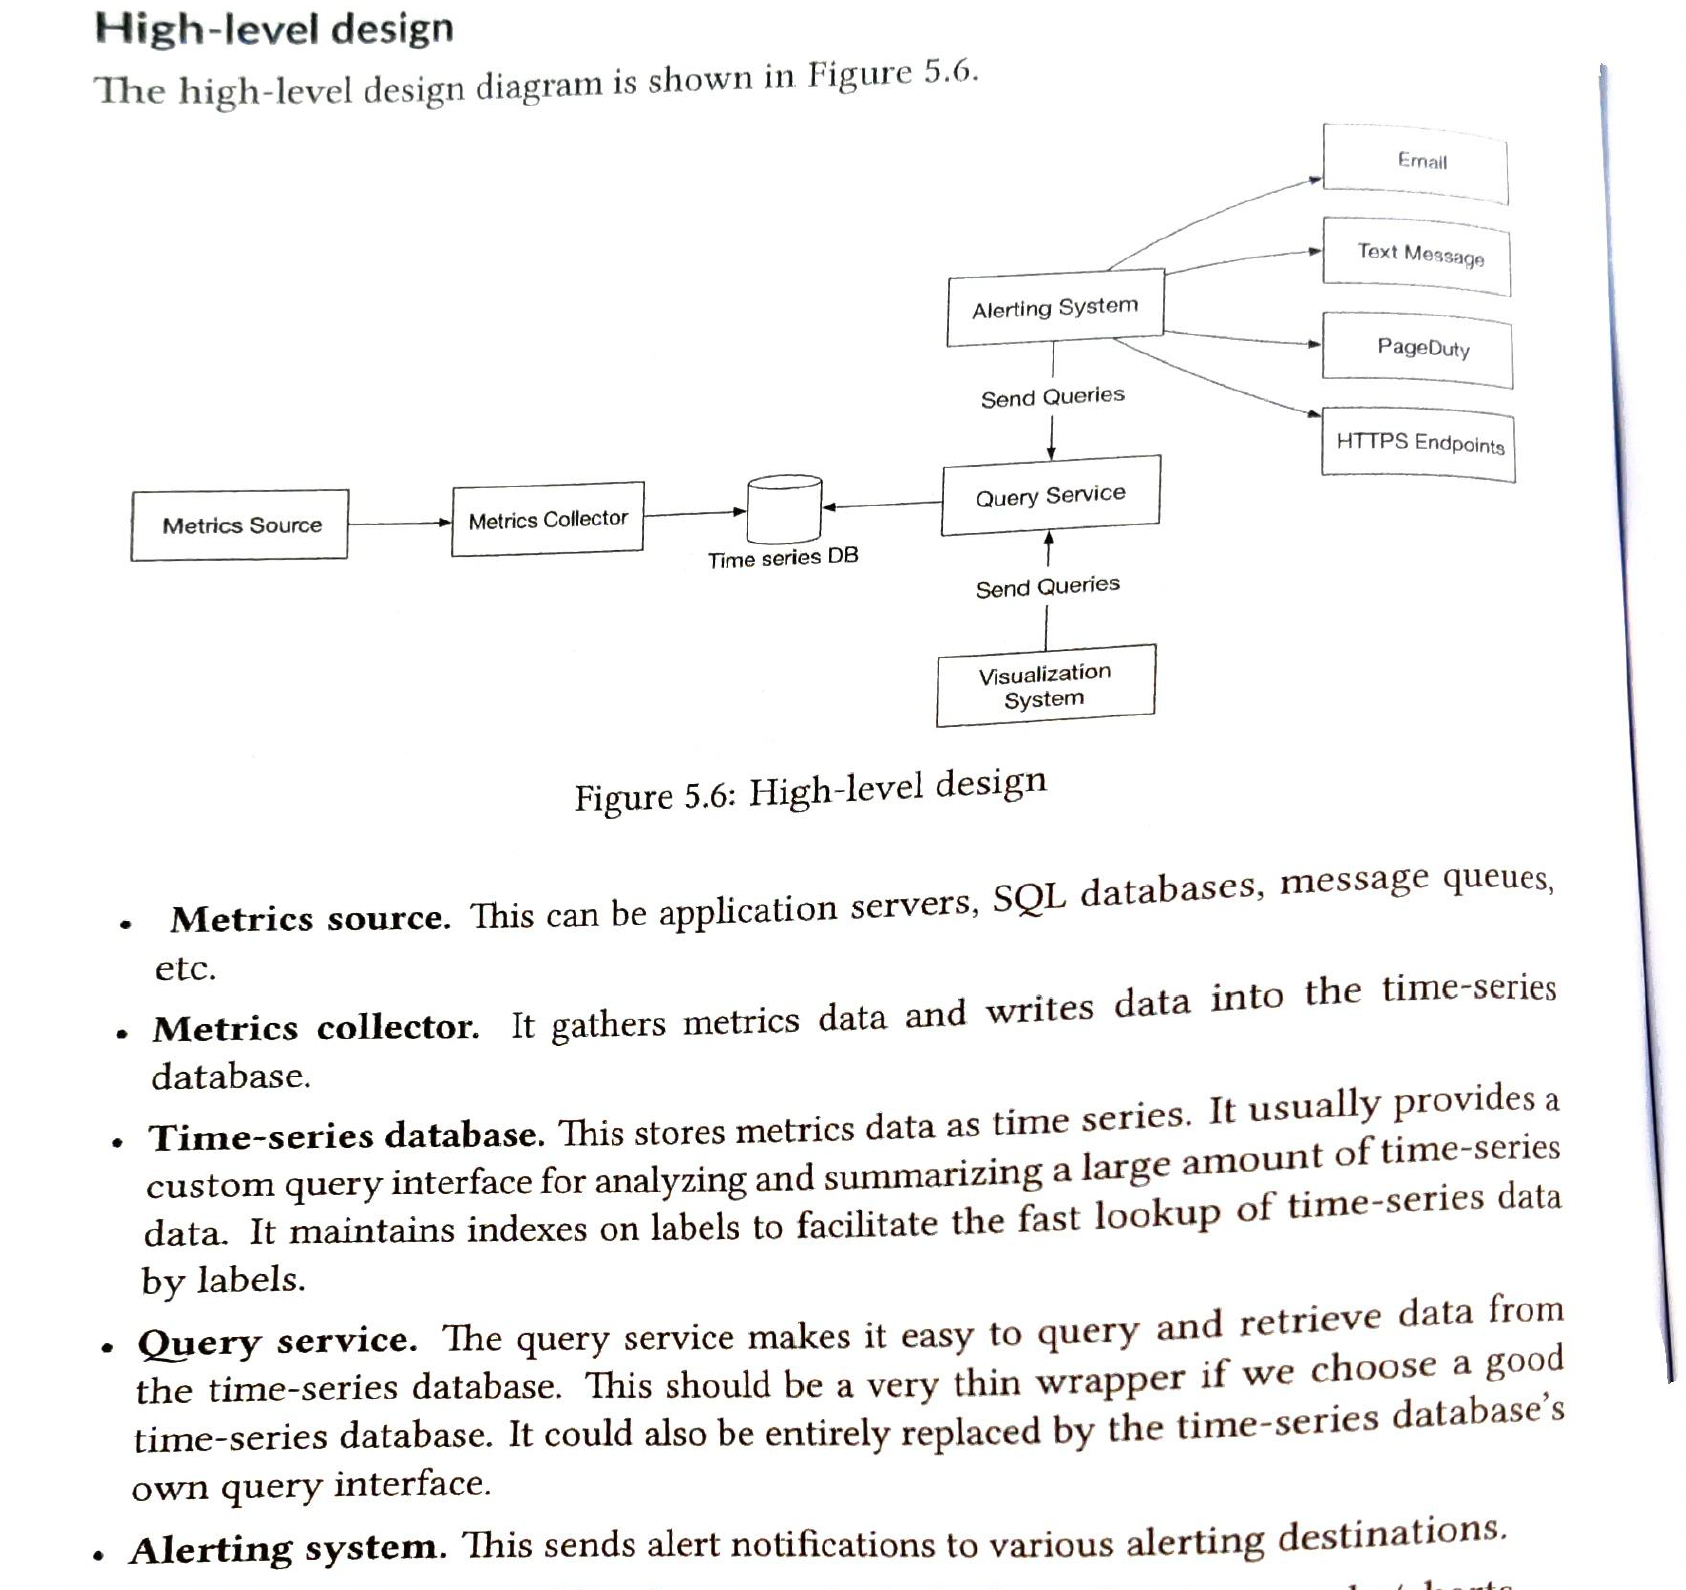 High-level design
The high-level design diagram is shown in Figure 5.6.
Email
Text Message
Alerting System
PageDuty
Send Queries
HTTPS Endpoints
Query Service
Metrics Source
Metrics Collector
Time series DB
Send Queries
Visualization
System
Figure 5.6: High-level design
• Metrics source. This can be application servers, SQL databases, message queues,
etc.
• Metrics collector. It gathers metrics data and writes data into the time-series
database.
• Time-series database. This stores metrics data as time series. It usually provides a
custom query interface for analyzing and summarizing a large amount of time-series
data. It maintains indexes on labels to facilitate the fast lookup of time-series data
by labels.
• Query service. The query service makes it easy to query and retrieve data from
the time-series database. This should be a very thin wrapper if we choose a good
time-series database. It could also be entirely replaced by the time-series database's
own query interface.
• Alerting system. This sends alert notifications to various alerting destinations.